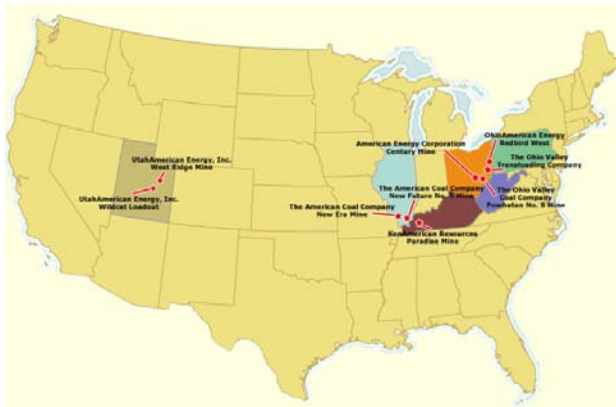 UtahAmerican Energy, Inc.
West Ridge Mine
UtahAmerican Energy, Inc.
Wildcat Loadout
American Energy Corporation
Century Mine
OhioAmerican Energy
Redbird West
The Ohio Valley
Transloading Company
The American Coal Company
New Future No. Mine
The Ohio Valley
Coal Company
Powhatan No. 6 Mine
The American Coal Company
New Era Mine
KenAmerican Resources
Paradise Mine